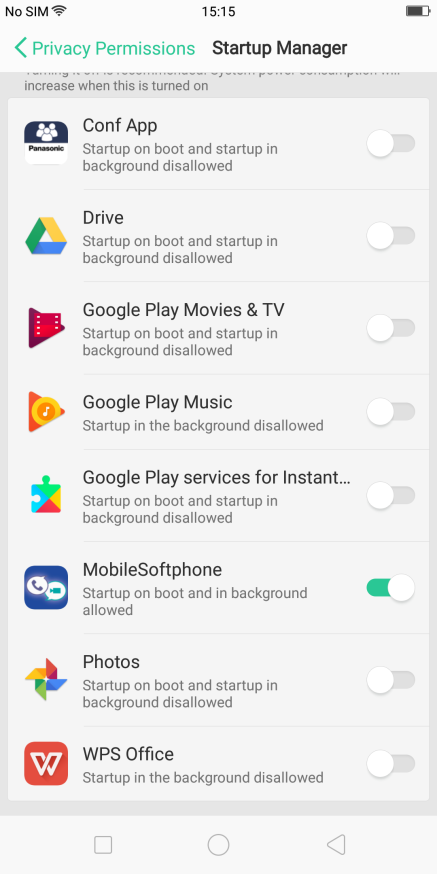 No SIM
15:15
Privacy Permissions Startup Manager
Turning it on is recommended. System power consumption will
increase when this is turned on
Conf App
Startup on boot and startup in
background disallowed
Panasonic
Drive
Startup on boot and startup in
background disallowed
Google Play Movies & TV
Startup on boot and startup in
background disallowed
Google Play Music
Startup in the background disallowed
Google Play services for Instant...
Startup on boot and startup in
background disallowed
MobileSoftphone
Startup on boot and in background
allowed
Photos
Startup on boot and startup in
background disallowed
W
WPS Office
Startup in the background disallowed